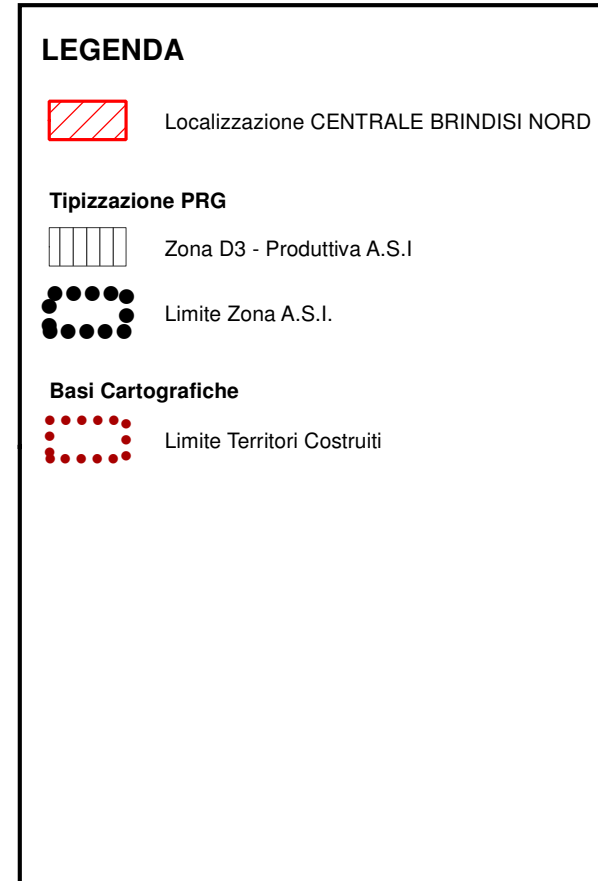 LEGENDA
Localizzazione CENTRALE BRINDISI NORD
Tipizzazione PRG
Zona D3 - Produttiva A.S.I
Limite Zona A.S.I.
Basi Cartografiche
Limite Territori Costruiti